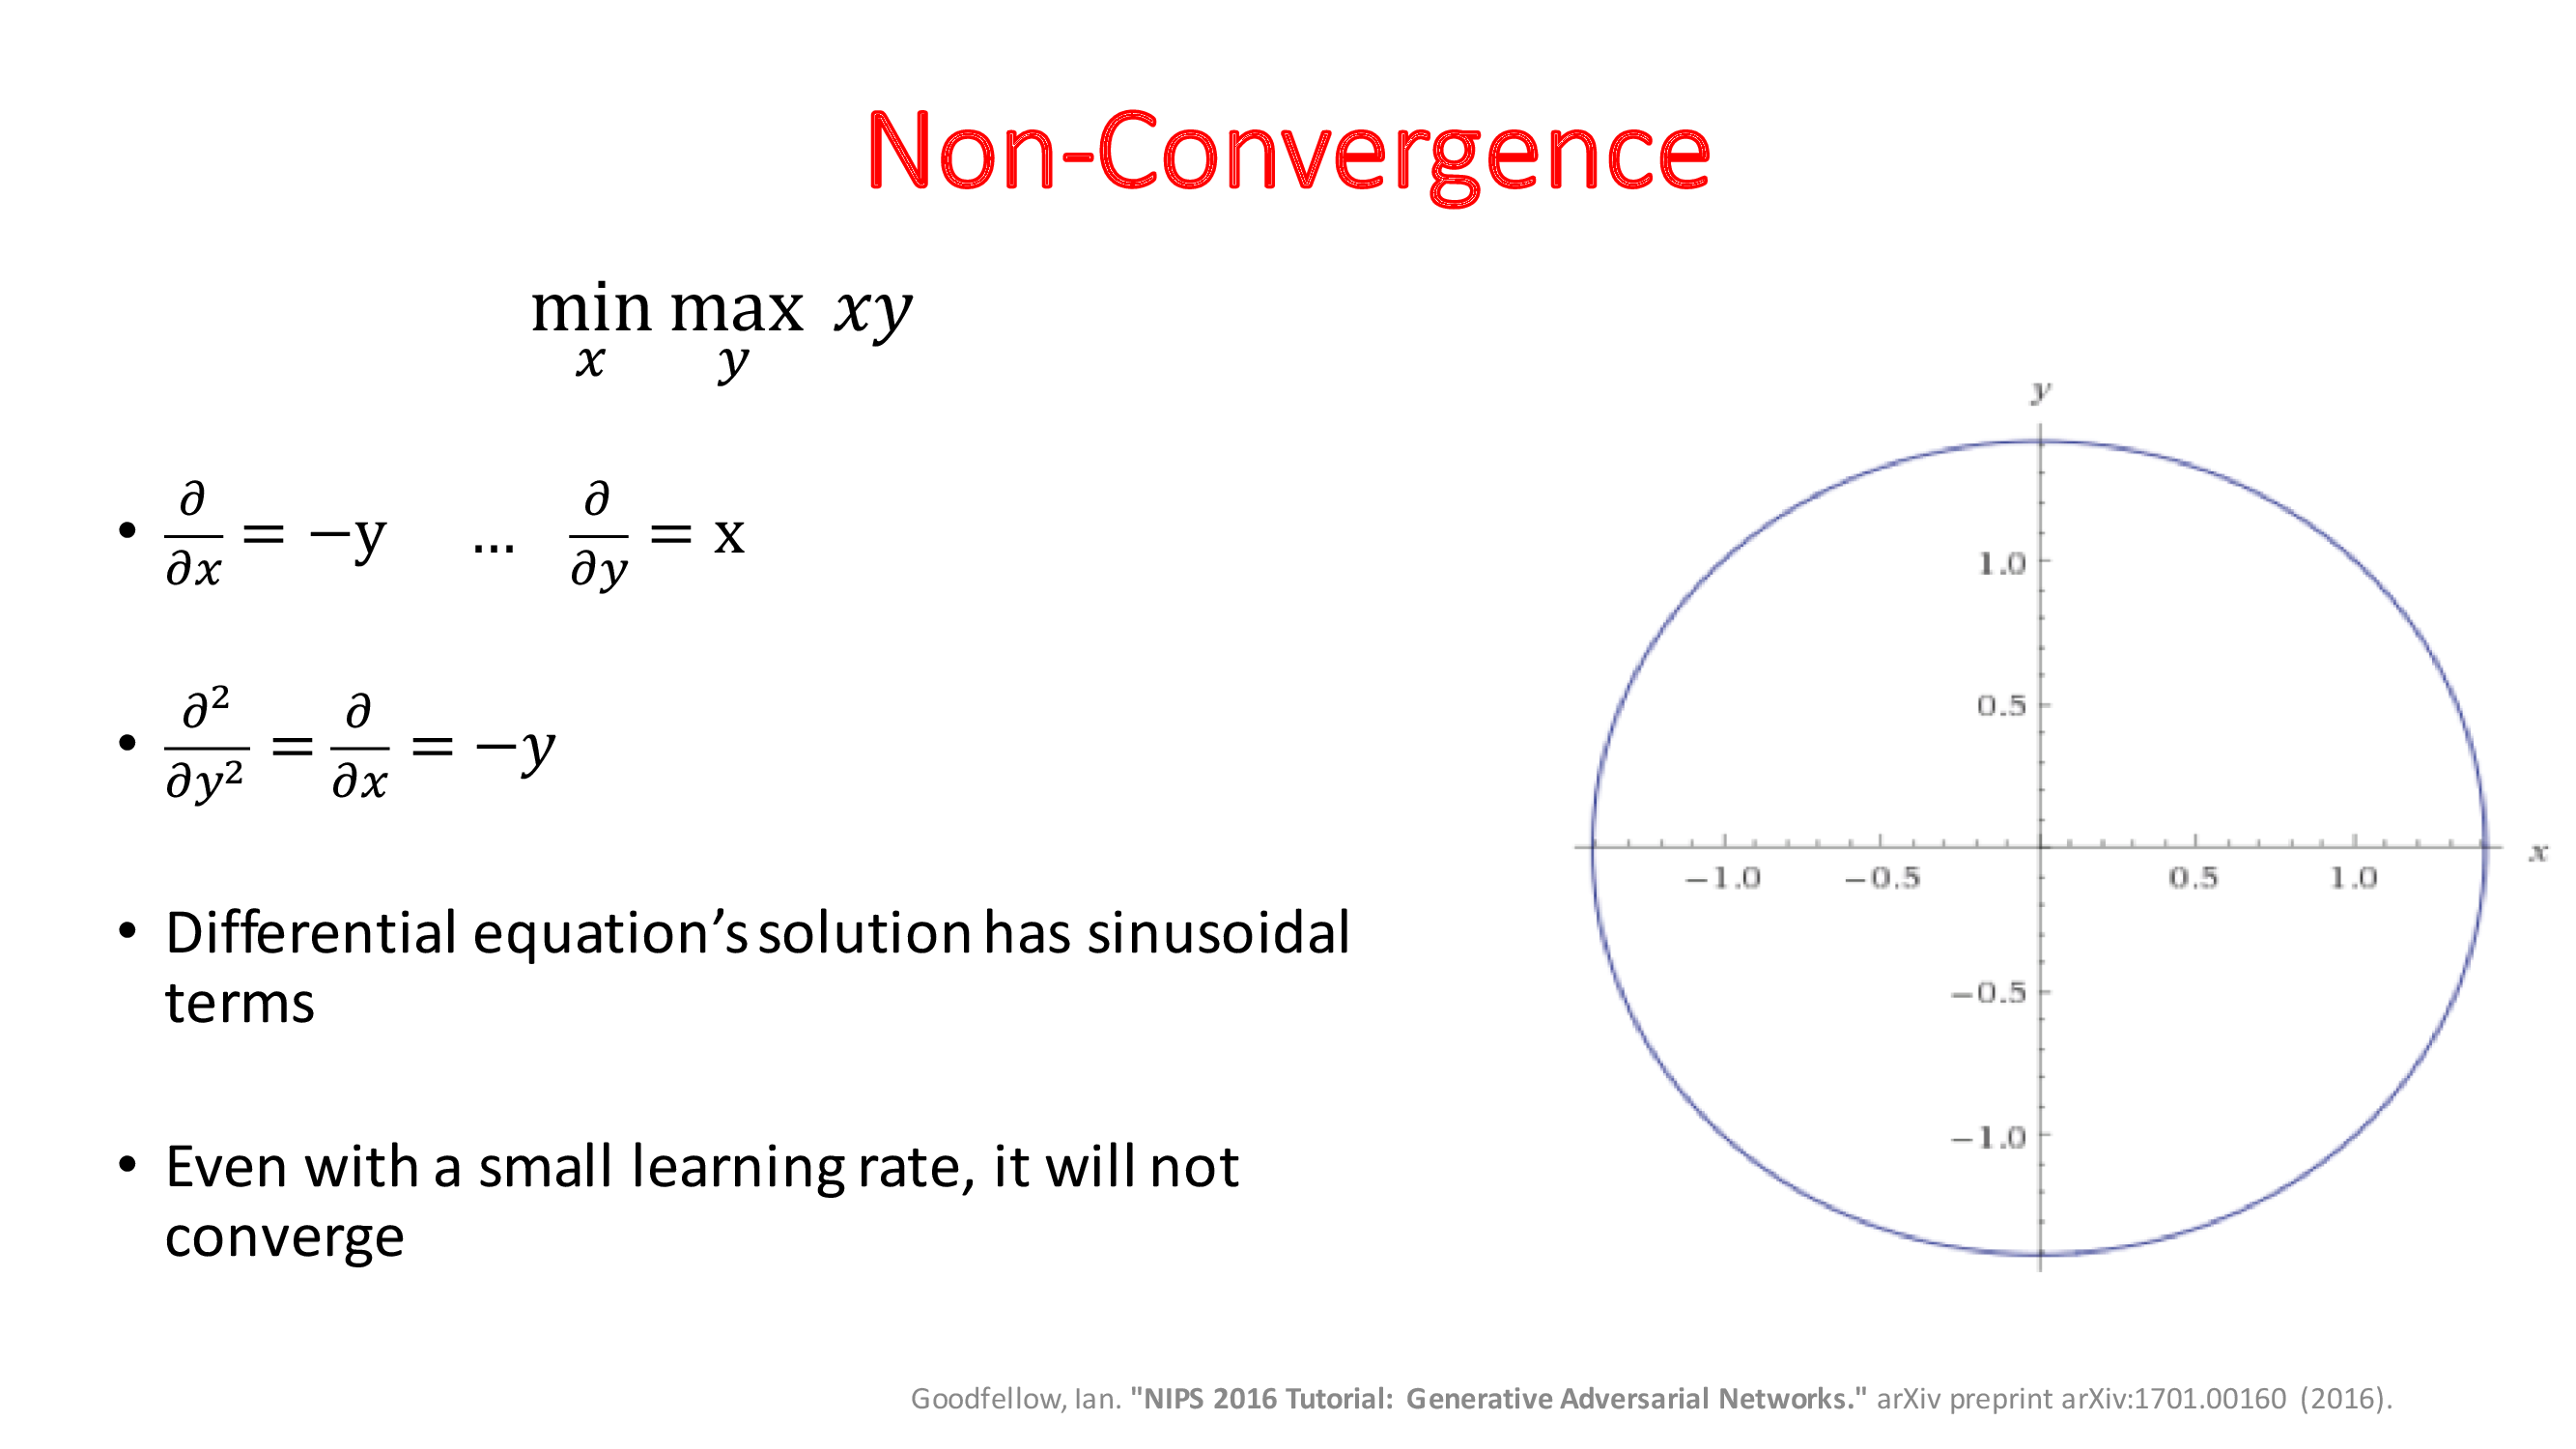 Non-Convergence
min max xy
x y
• ∂/∂x = −y … ∂/∂y = x
• ∂²/∂y² = ∂/∂x = −y
• Differential equation’s solution has sinusoidal
terms
• Even with a small learning rate, it will not
converge
y
1.0
0.5
−1.0 −0.5 0.5 1.0 x
−0.5
−1.0
Goodfellow, Ian. "NIPS 2016 Tutorial: Generative Adversarial Networks." arXiv preprint arXiv:1701.00160 (2016).